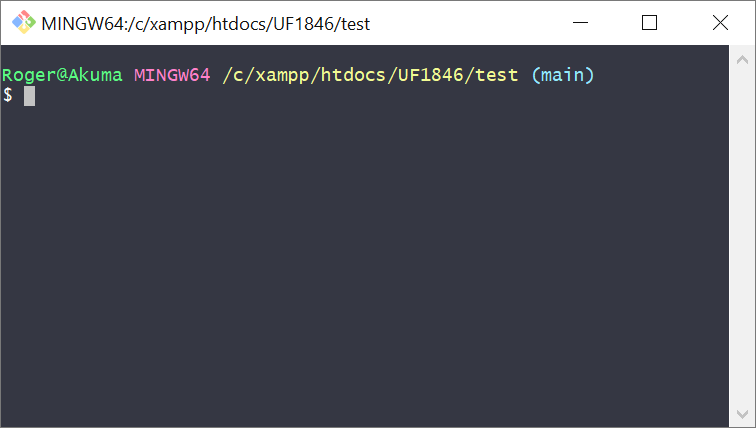 MINGW64:/c/xampp/htdocs/UF1846/test
Roger@Akuma MINGW64 /c/xampp/htdocs/UF1846/test (main)
$